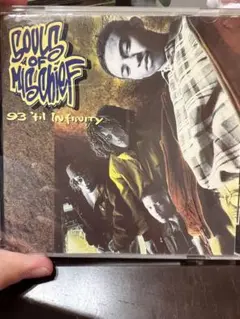 SOULS
OF
MISCHIEF
93 'til Infinity